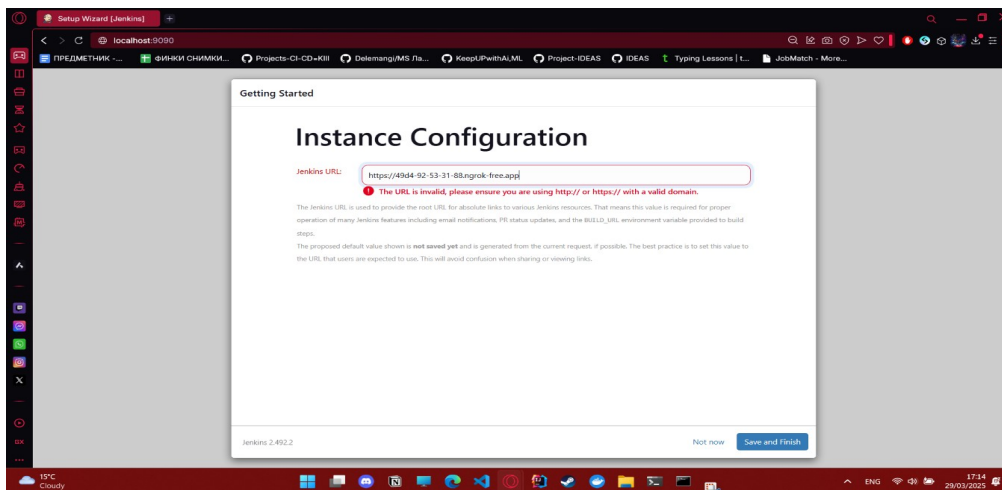 Setup Wizard [Jenkins]
localhost:9090
ПРЕДМЕТНИК -... ФИНКИ СНИМКИ... Projects-CI-CD=KIII Delemangi/MS Ла... KeepUPwithAi,ML Project-IDEAS IDEAS Typing Lessons | t... JobMatch - More...
Getting Started
Instance Configuration
Jenkins URL: https://49d4-92-53-31-88.ngrok-free.app
The URL is invalid, please ensure you are using http:// or https:// with a valid domain.
The Jenkins URL is used to provide the root URL for absolute links to various Jenkins resources. That means this value is required for proper
operation of many Jenkins features including email notifications, PR status updates, and the BUILD_URL environment variable provided to build
steps.
The proposed default value shown is not saved yet and is generated from the current request, if possible. The best practice is to set this value to
the URL that users are expected to use. This will avoid confusion when sharing or viewing links.
Jenkins 2.492.2
Not now Save and Finish
GX
15°C
Cloudy
ENG
17:14
29/03/2025